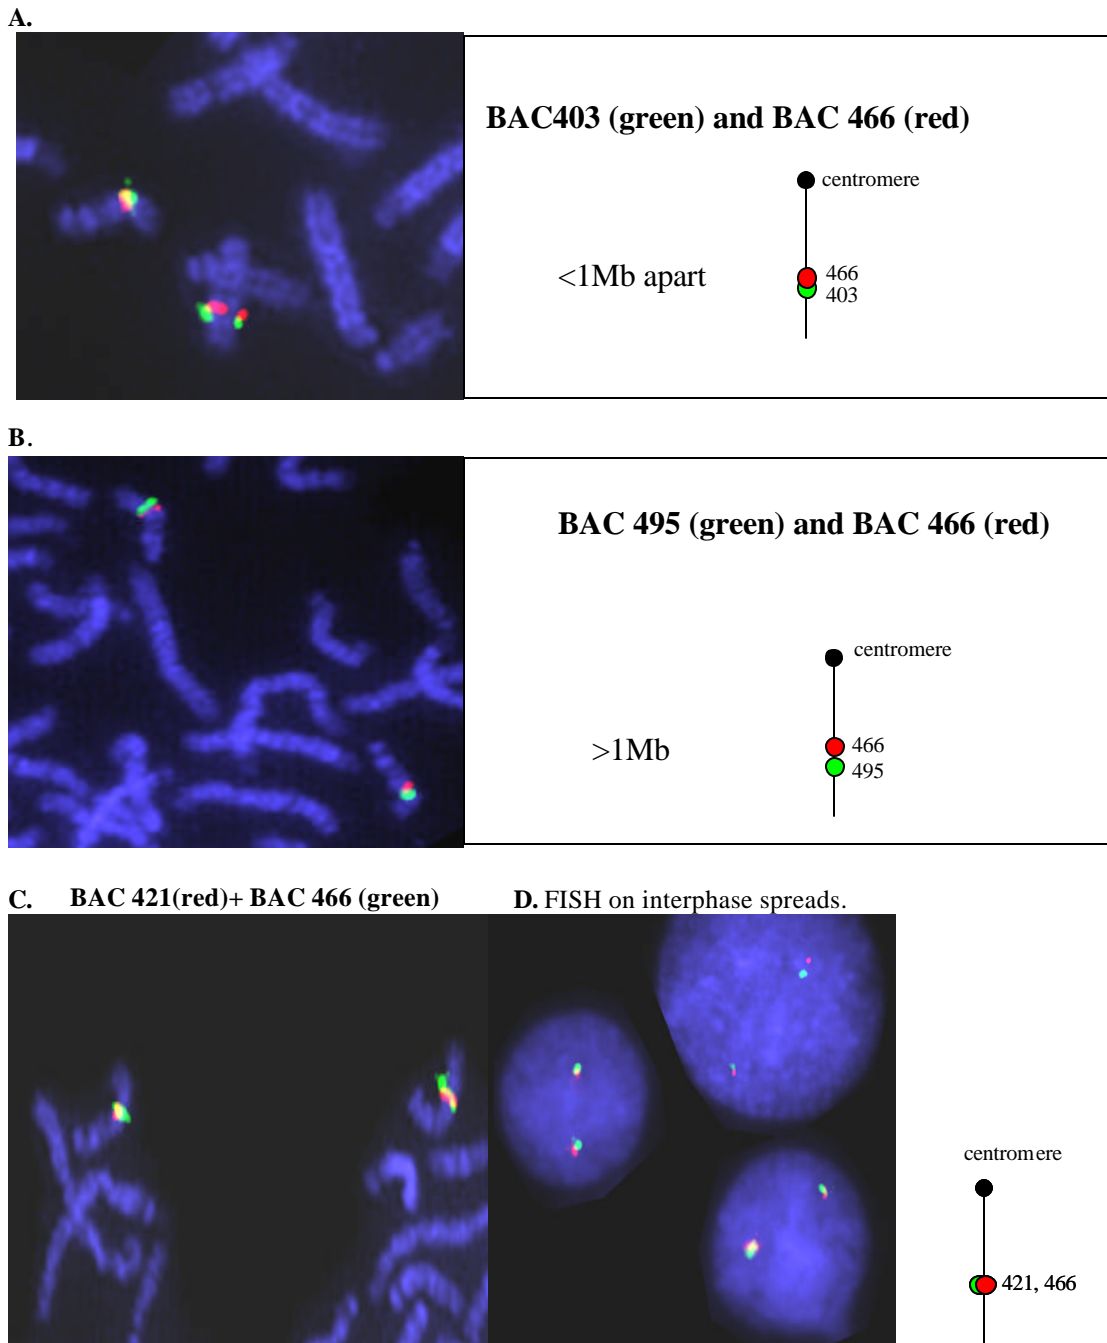 A.
BAC403 (green) and BAC 466 (red)
centromere
<1Mb apart
466
403
B.
BAC 495 (green) and BAC 466 (red)
centromere
>1Mb
466
495
C. BAC 421(red)+ BAC 466 (green)
D. FISH on interphase spreads.
centromere
421, 466